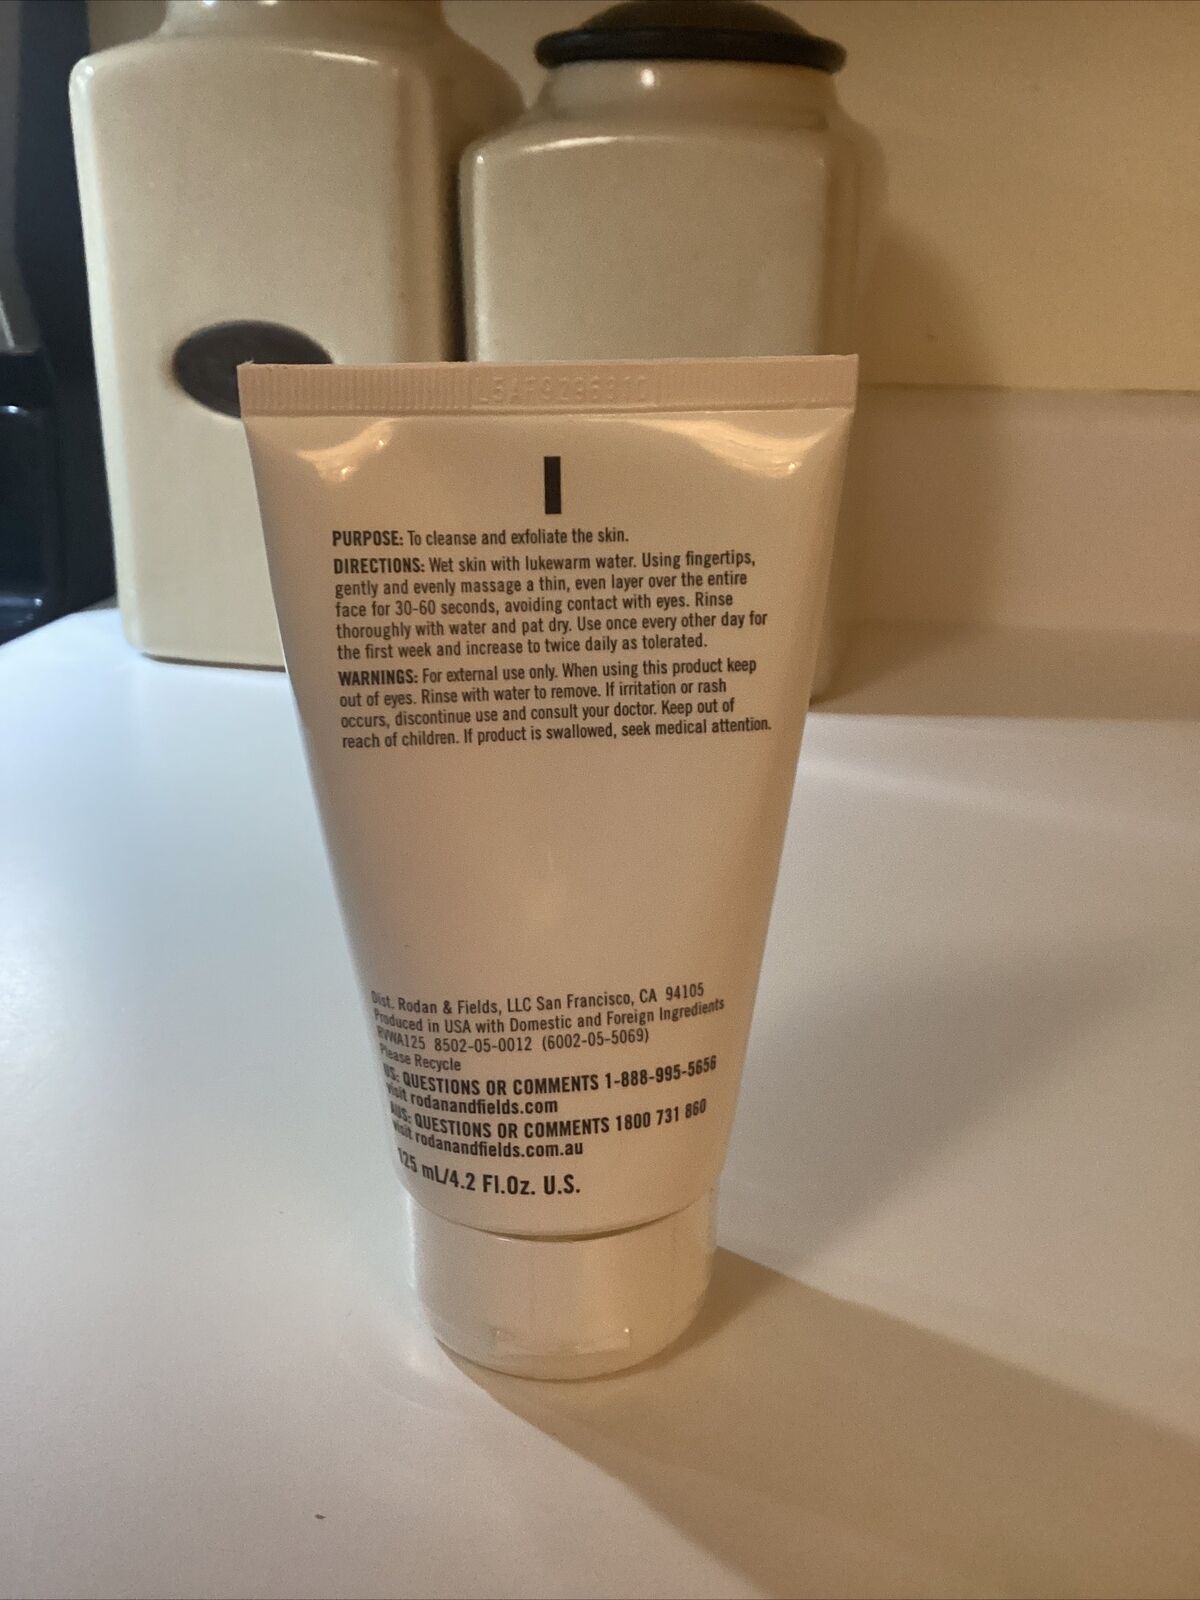 PURPOSE: To cleanse and exfoliate the skin.
DIRECTIONS: Wet skin with lukewarm water. Using fingertips,
gently and evenly massage a thin, even layer over the entire
face for 30-60 seconds, avoiding contact with eyes. Rinse
thoroughly with water and pat dry. Use once every other day for
the first week and increase to twice daily as tolerated.
WARNINGS: For external use only. When using this product keep
out of eyes. Rinse with water to remove. If irritation or rash
occurs, discontinue use and consult your doctor. Keep out of
reach of children. If product is swallowed, seek medical attention.
Dist. Rodan & Fields, LLC San Francisco, CA 94105
Produced in USA with Domestic and Foreign Ingredients
RVWA125 8502-05-0012 (6002-05-5069)
Please Recycle
US: QUESTIONS OR COMMENTS 1-888-995-5656
visit rodanandfields.com
AUS: QUESTIONS OR COMMENTS 1800 731 860
visit rodanandfields.com.au
125 mL/4.2 Fl.Oz. U.S.